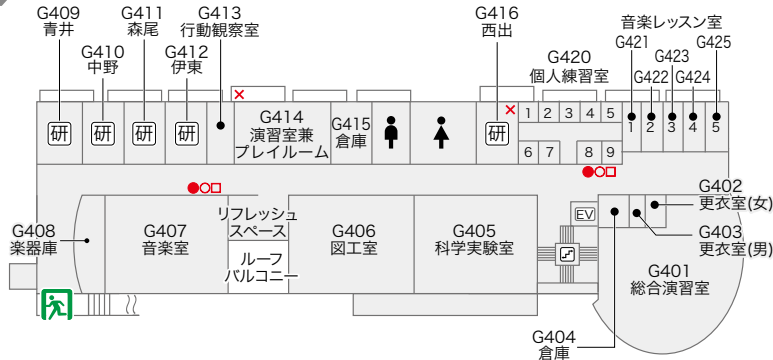 G409
青井
G410
中野
G411
森尾
G412
伊東
G413
行動観察室
G416
西出
G420
個人練習室
音楽レッスン室
G421
G422
G423
G424
G425
研
研
研
研
G414
演習室兼
プレイルーム
G415
倉庫
研
1 2 3 4 5
6 7 8 9
1 2 3 4 5
G408
楽器庫
G407
音楽室
リフレッシュ
スペース
ルーフ
バルコニー
G406
図工室
G405
科学実験室
EV
G402
更衣室(女)
G403
更衣室(男)
G401
総合演習室
G404
倉庫